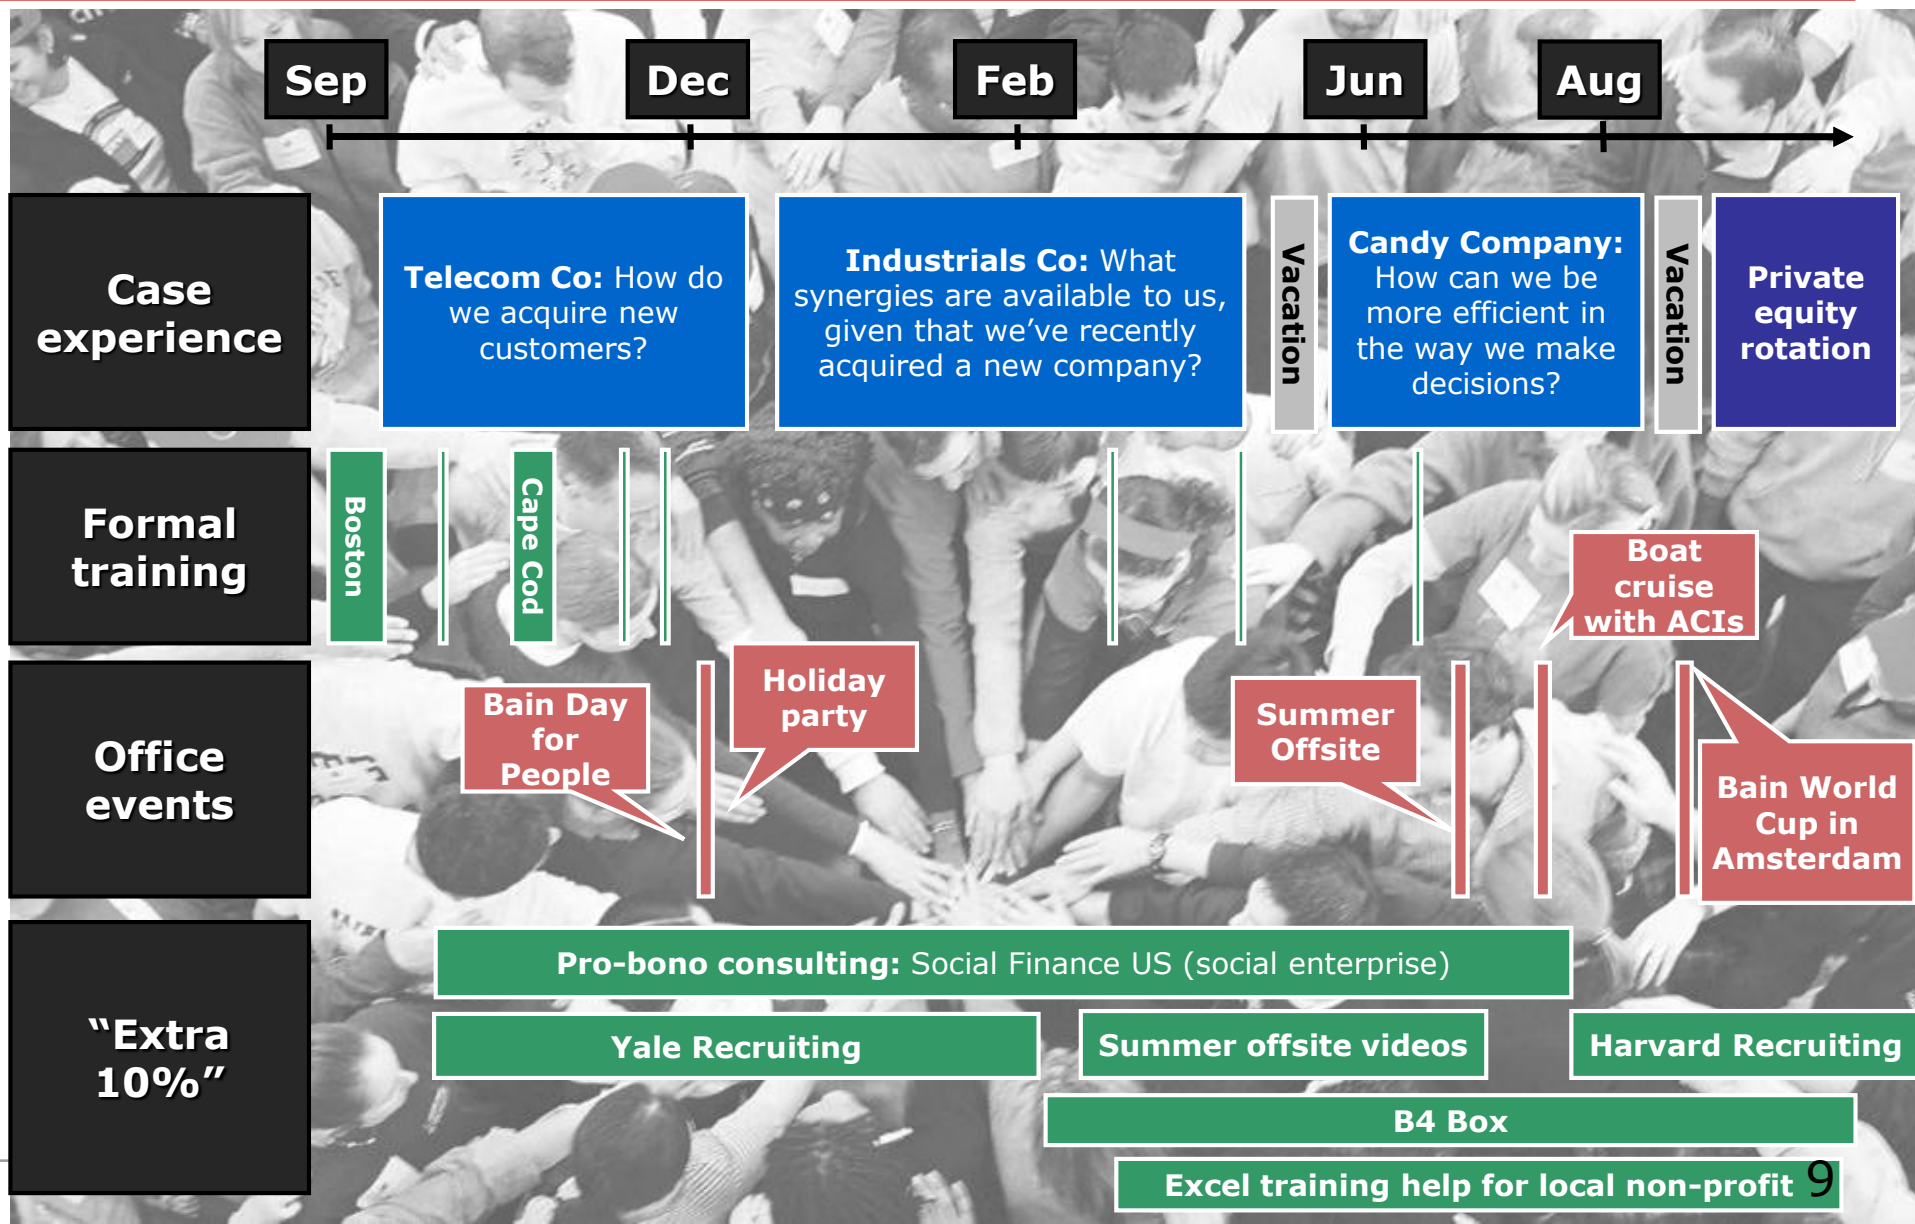 Sep
Dec
Feb
Jun
Aug
Case
experience
Telecom Co: How do
we acquire new
customers?
Industrials Co: What
synergies are available to us,
given that we’ve recently
acquired a new company?
Vacation
Candy Company:
How can we be
more efficient in
the way we make
decisions?
Vacation
Private
equity
rotation
Formal
training
Boston
Cape Cod
Boat
cruise
with ACIs
Office
events
Bain Day
for
People
Holiday
party
Summer
Offsite
Bain World
Cup in
Amsterdam
“Extra
10%”
Pro-bono consulting: Social Finance US (social enterprise)
Yale Recruiting
Summer offsite videos
Harvard Recruiting
B4 Box
Excel training help for local non-profit
9